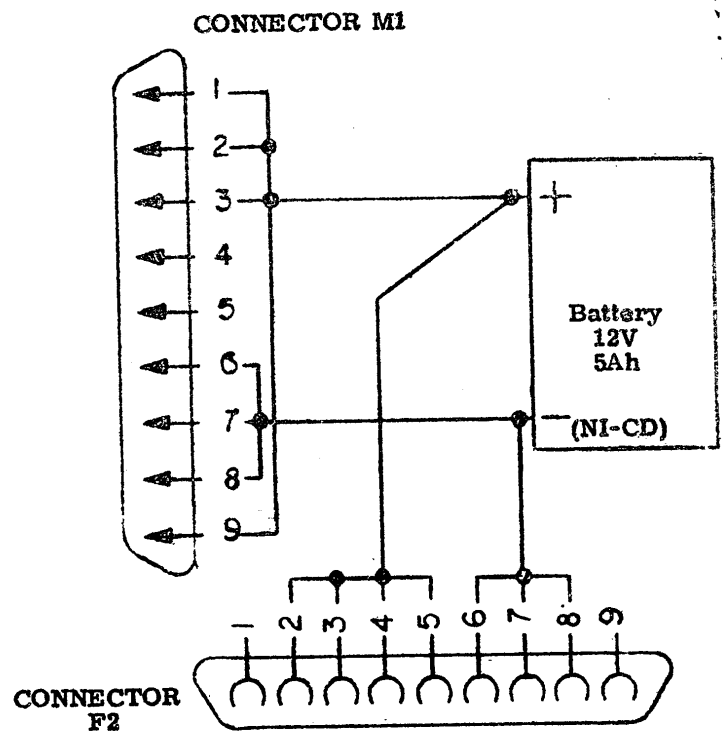 CONNECTOR M1
1
2
3
4
5
6
7
8
9
+
Battery
12V
5Ah
-
(NI-CD)
1 2 3 4 5 6 7 8 9
CONNECTOR
F2